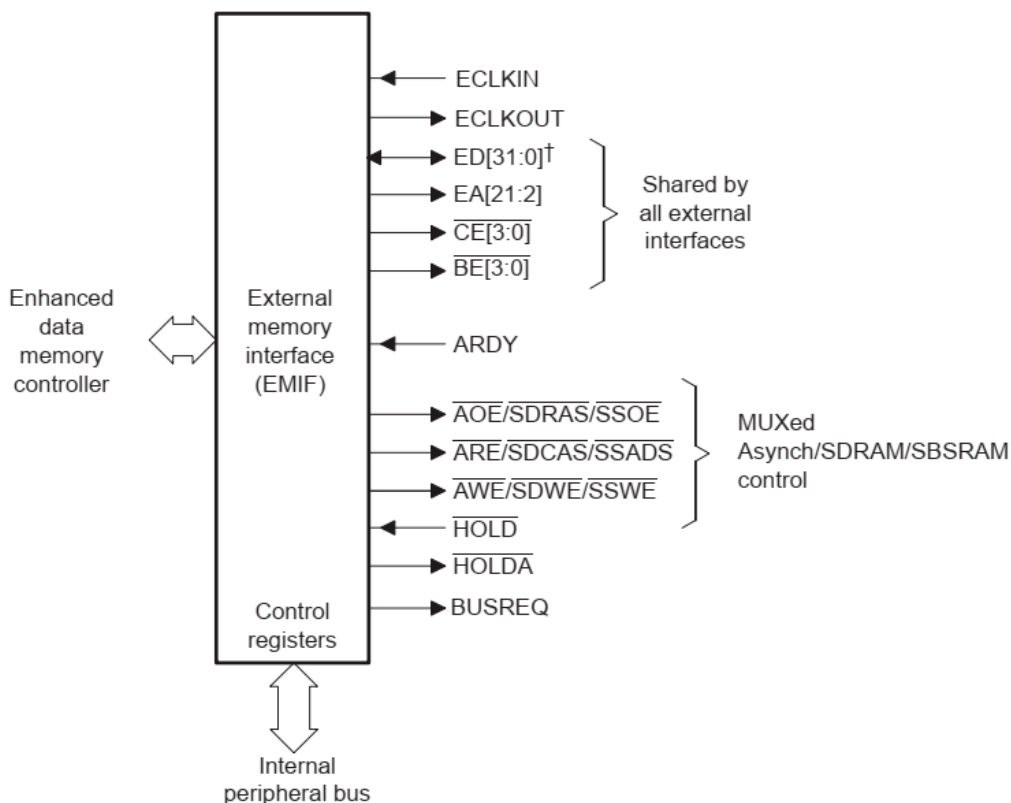 ECLKIN
ECLKOUT
ED[31:0]†
EA[21:2]
CE[3:0]
BE[3:0]
Shared by
all external
interfaces
Enhanced
data
memory
controller
External
memory
interface
(EMIF)
ARDY
AOE/SDRAS/SSOE
ARE/SDCAS/SSADS
AWE/SDWE/SSWE
HOLD
HOLDA
BUSREQ
MUXed
Asynch/SDRAM/SBSRAM
control
Control
registers
Internal
peripheral bus